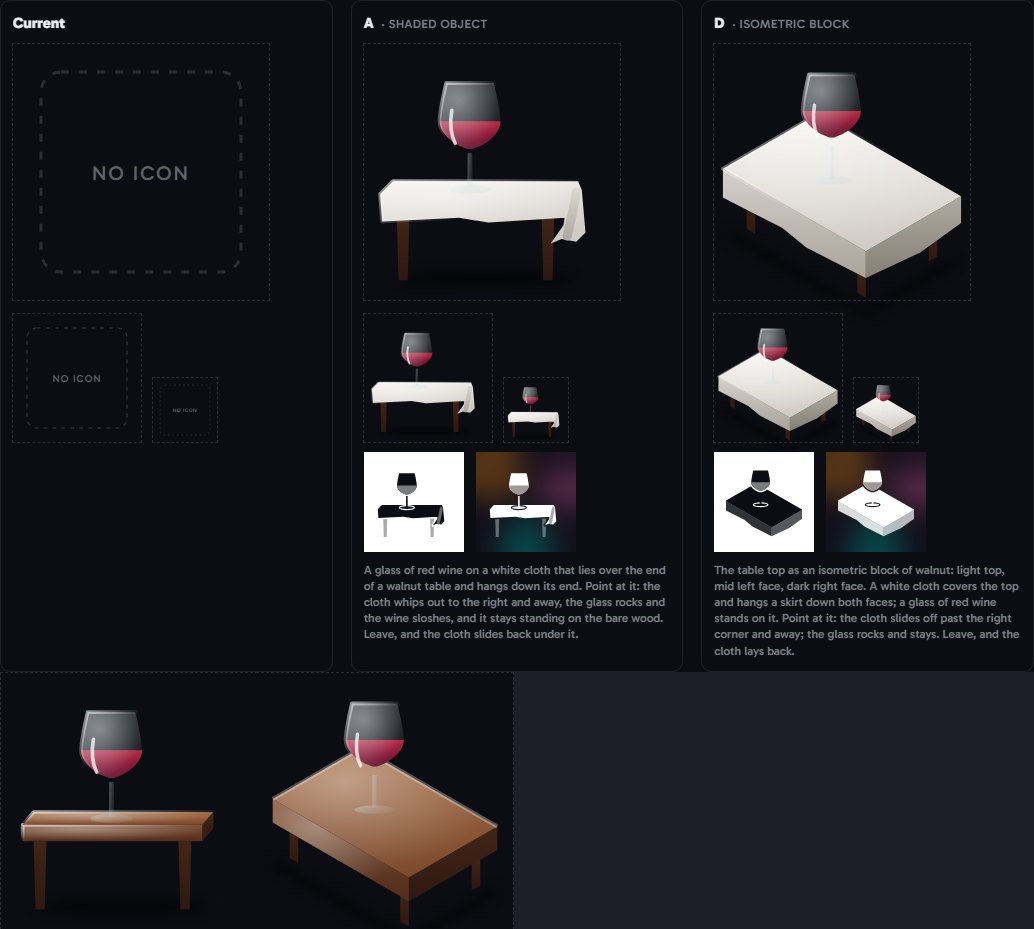 Current
A · SHADED OBJECT
D · ISOMETRIC BLOCK
NO ICON
NO ICON
NO ICON
A glass of red wine on a white cloth that lies over the end
of a walnut table and hangs down its end. Point at it: the
cloth whips out to the right and away, the glass rocks and
the wine sloshes, and it stays standing on the bare wood.
Leave, and the cloth slides back under it.
The table top as an isometric block of walnut: light top,
mid left face, dark right face. A white cloth covers the top
and hangs a skirt down both faces; a glass of red wine
stands on it. Point at it: the cloth slides off past the right
corner and away; the glass rocks and stays. Leave, and the
cloth lays back.